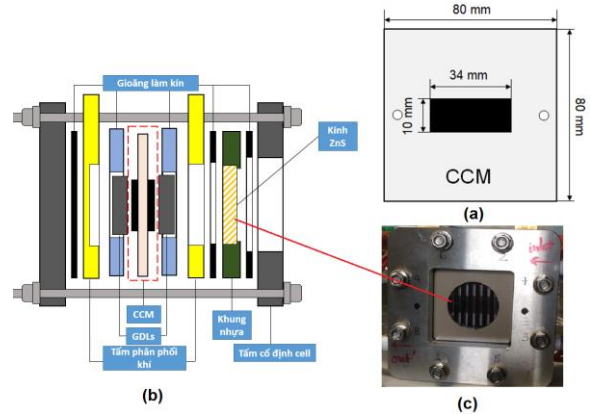 80 mm
34 mm
10 mm
80 mm
CCM
(a)
Gioăng làm kín
Kính
ZnS
CCM
GDLs
Tấm phân phối
khí
Khung
nhựa
Tấm cố định cell
(b)
inlet
out
(c)